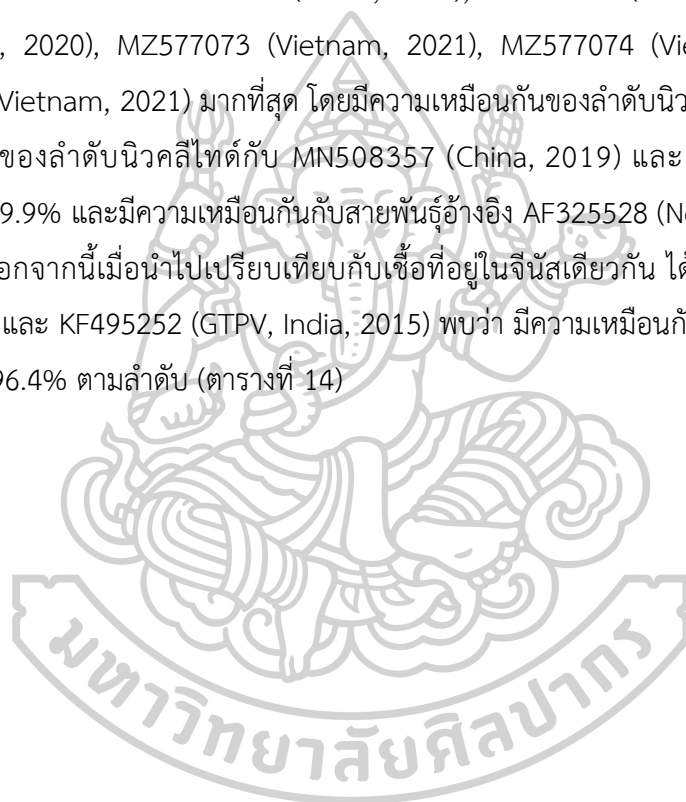 , 2020), MZ577073 (Vietnam, 2021), MZ577074 (Vie
Vietnam, 2021) มากที่สุด โดยมีความเหมือนกันของลำดับนิว
ของลำดับนิวคลีไทด์กับ MN508357 (China, 2019) และ
9.9% และมีความเหมือนกันกับสายพันธุ์อ้างอิง AF325528 (Ne
อกจากนี้เมื่อนำไปเปรียบเทียบกับเชื้อที่อยู่ในจีนัสเดียวกัน ได้
และ KF495252 (GTPV, India, 2015) พบว่า มีความเหมือนกั
96.4% ตามลำดับ (ตารางที่ 14)
มหาวิทยาลัยศิลปากร